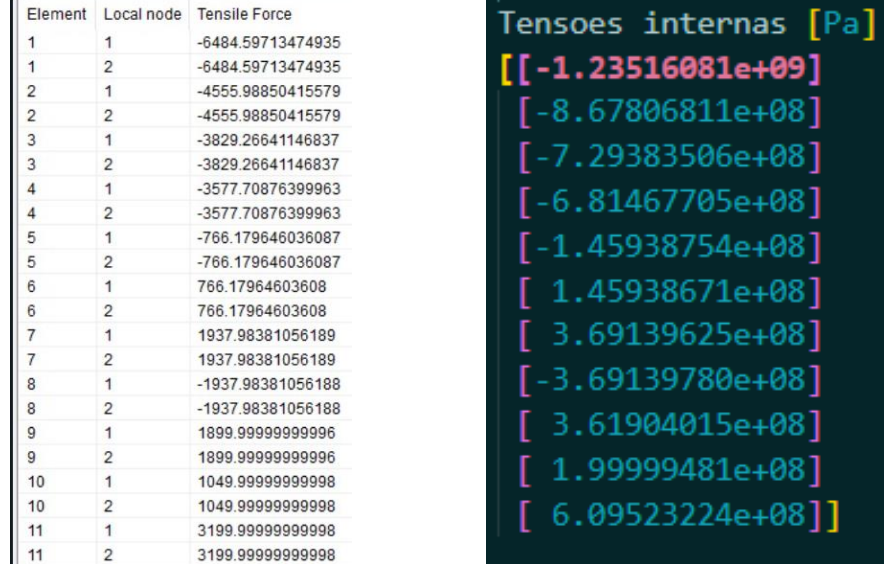 Element Local node Tensile Force
1 1 -6484.59713474935
1 2 -6484.59713474935
2 1 -4555.98850415579
2 2 -4555.98850415579
3 1 -3829.26641146837
3 2 -3829.26641146837
4 1 -3577.70876399963
4 2 -3577.70876399963
5 1 -766.179646036087
5 2 -766.179646036087
6 1 766.17964603608
6 2 766.17964603608
7 1 1937.98381056189
7 2 1937.98381056189
8 1 -1937.98381056188
8 2 -1937.98381056188
9 1 1899.99999999996
9 2 1899.99999999996
10 1 1049.99999999998
10 2 1049.99999999998
11 1 3199.99999999998
11 2 3199.99999999998
Tensoes internas [Pa]
[[-1.23516081e+09]
[-8.67806811e+08]
[-7.29383506e+08]
[-6.81467705e+08]
[-1.45938754e+08]
[ 1.45938671e+08]
[ 3.69139625e+08]
[-3.69139780e+08]
[ 3.61904015e+08]
[ 1.99999481e+08]
[ 6.09523224e+08]]